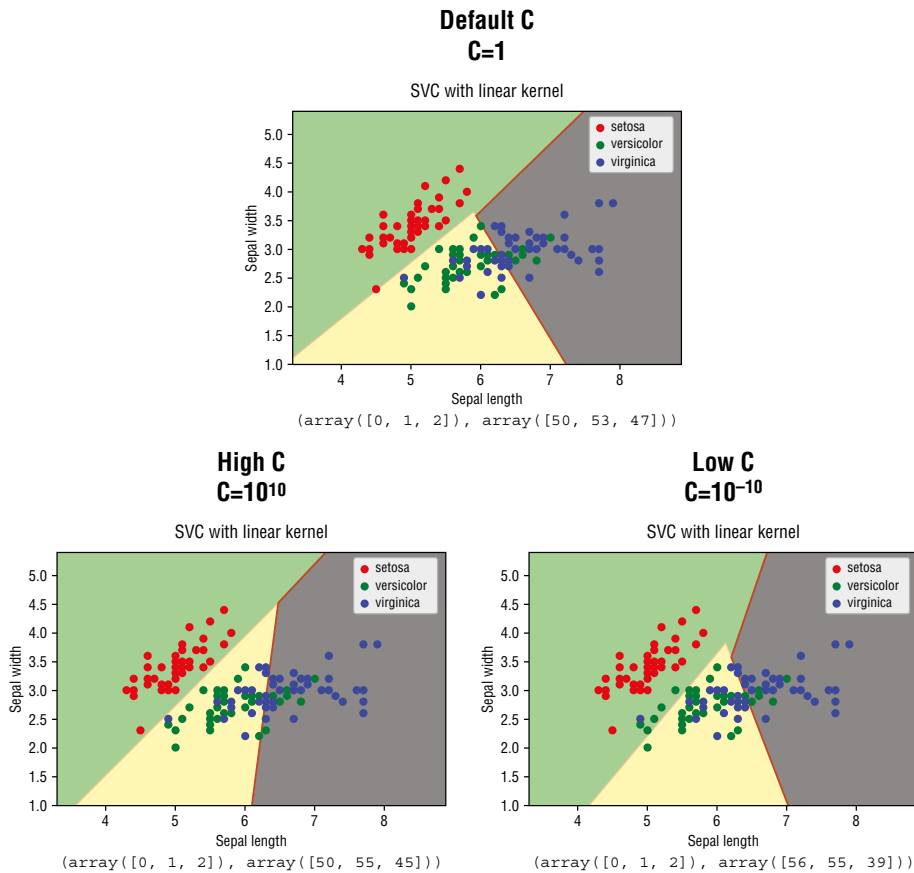 Default C
C=1
SVC with linear kernel
setosa
versicolor
virginica
5.0
4.5
4.0
3.5
3.0
2.5
2.0
1.5
1.0
Sepal width
4 5 6 7 8
Sepal length
(array([0, 1, 2]), array([50, 53, 47]))
High C
C=10¹⁰
SVC with linear kernel
setosa
versicolor
virginica
5.0
4.5
4.0
3.5
3.0
2.5
2.0
1.5
1.0
Sepal width
4 5 6 7 8
Sepal length
(array([0, 1, 2]), array([50, 55, 45]))
Low C
C=10⁻¹⁰
SVC with linear kernel
setosa
versicolor
virginica
5.0
4.5
4.0
3.5
3.0
2.5
2.0
1.5
1.0
Sepal width
4 5 6 7 8
Sepal length
(array([0, 1, 2]), array([56, 55, 39]))